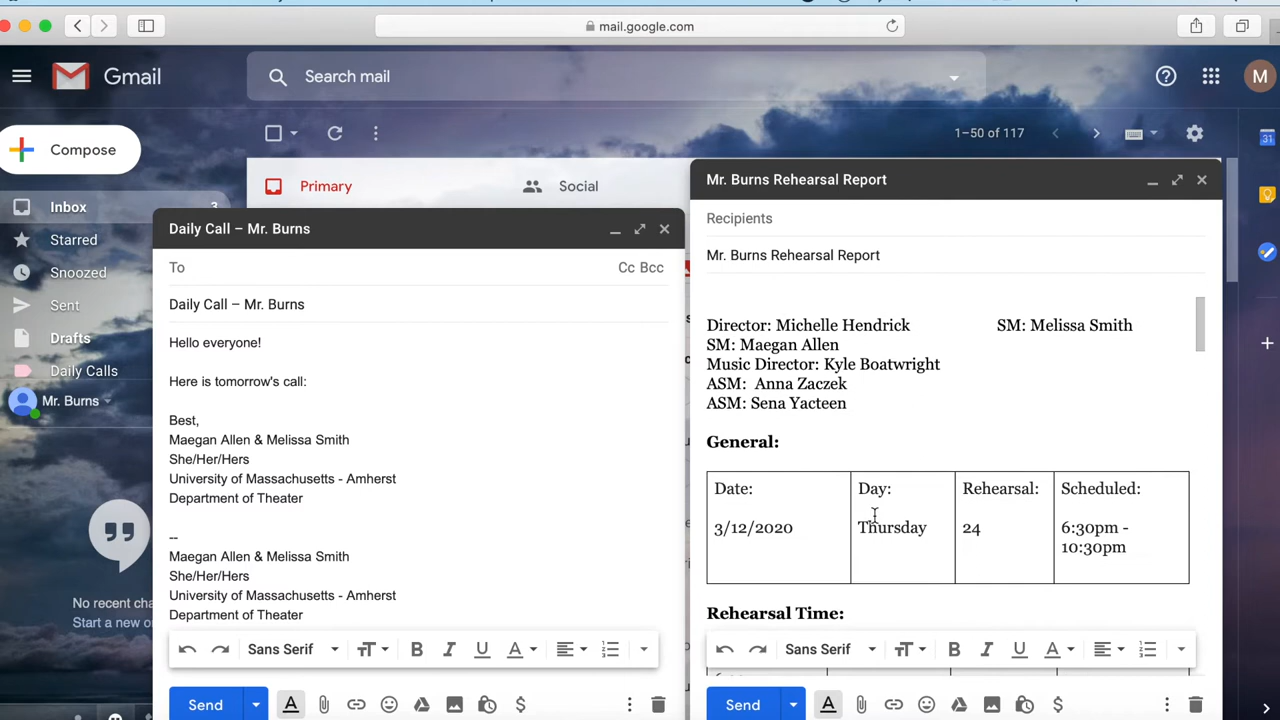 mail.google.com
Gmail
Search mail
M
Compose
1–50 of 117
Primary
Social
31
Inbox
3
Starred
Snoozed
Sent
Drafts
Daily Calls
Mr. Burns
No recent cha
Start a new o
Daily Call – Mr. Burns
To
Cc Bcc
Daily Call – Mr. Burns
Hello everyone!
Here is tomorrow's call:
Best,
Maegan Allen & Melissa Smith
She/Her/Hers
University of Massachusetts - Amherst
Department of Theater
--
Maegan Allen & Melissa Smith
She/Her/Hers
University of Massachusetts - Amherst
Department of Theater
Sans Serif
Send
Mr. Burns Rehearsal Report
Recipients
Mr. Burns Rehearsal Report
Director: Michelle Hendrick SM: Melissa Smith
SM: Maegan Allen
Music Director: Kyle Boatwright
ASM: Anna Zaczek
ASM: Sena Yacteen
General:
Date: Day: Rehearsal: Scheduled:
3/12/2020 Thursday 24 6:30pm -
10:30pm
Rehearsal Time:
Sans Serif
Send